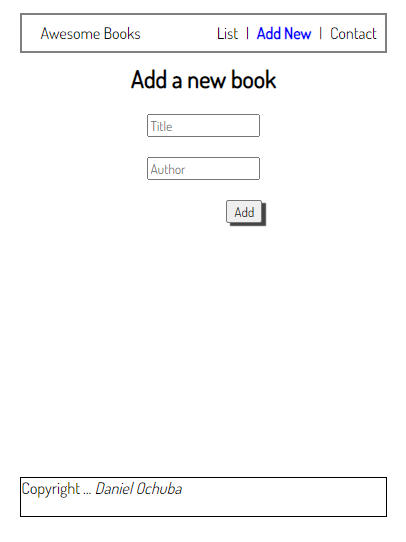 Awesome Books List | Add New | Contact
Add a new book
Title
Author
Add
Copyright ... Daniel Ochuba